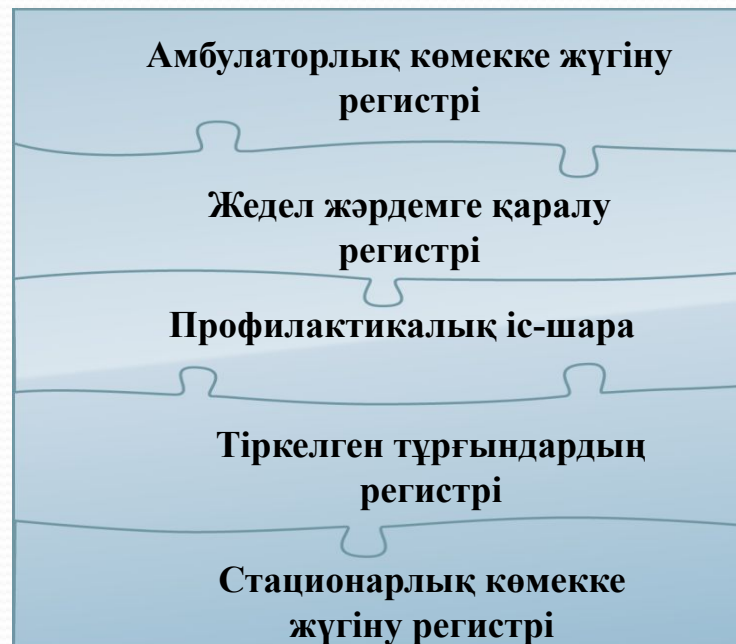 Амбулаторлық көмекке жүгіну
регистрі
Жедел жәрдемге қаралу
регистрі
Профилактикалық іс-шара
Тіркелген тұрғындардың
регистрі
Стационарлық көмекке
жүгіну регистрі